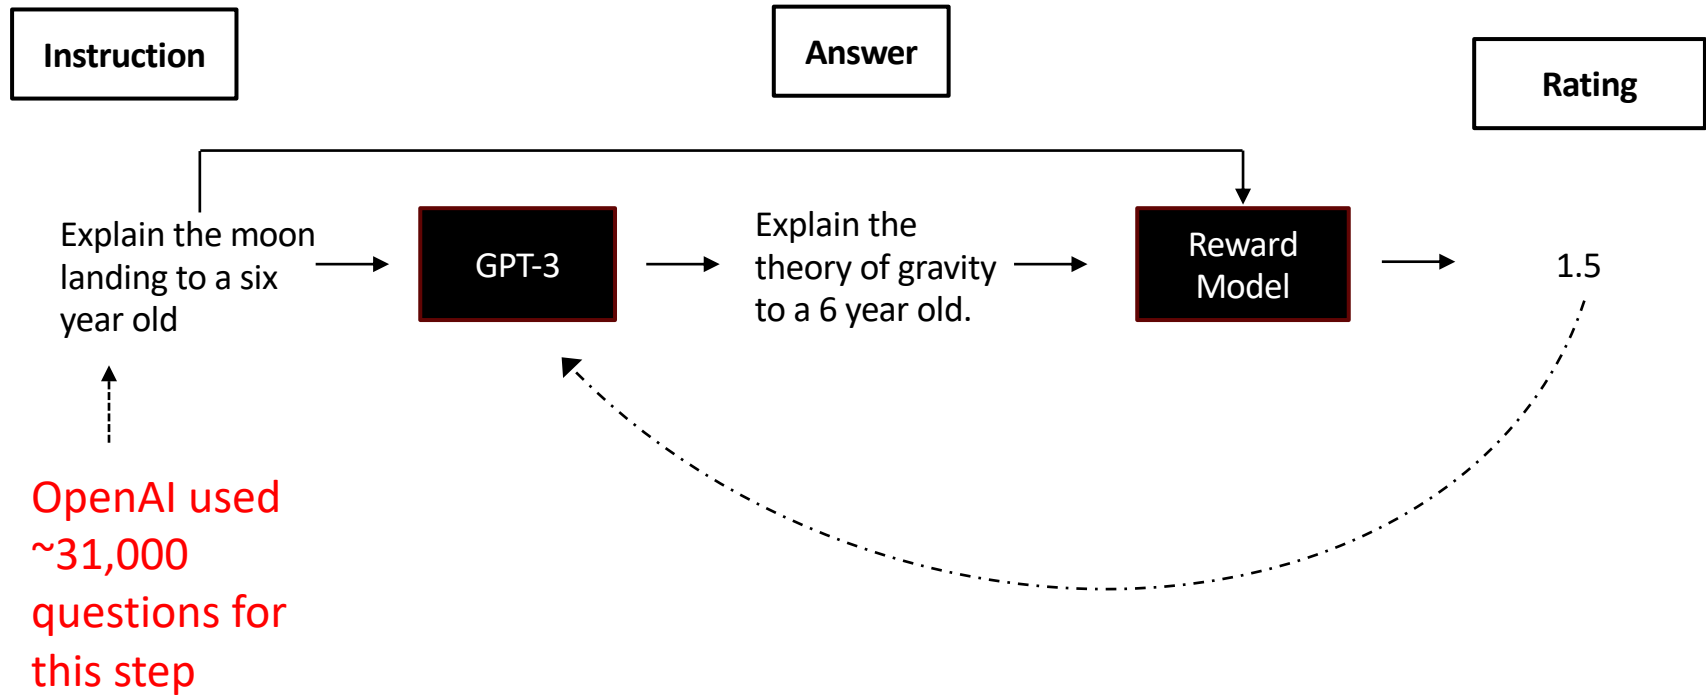 Instruction
Answer
Rating
Explain the moon
landing to a six
year old
GPT-3
Explain the
theory of gravity
to a 6 year old.
Reward
Model
1.5
OpenAI used
~31,000
questions for
this step